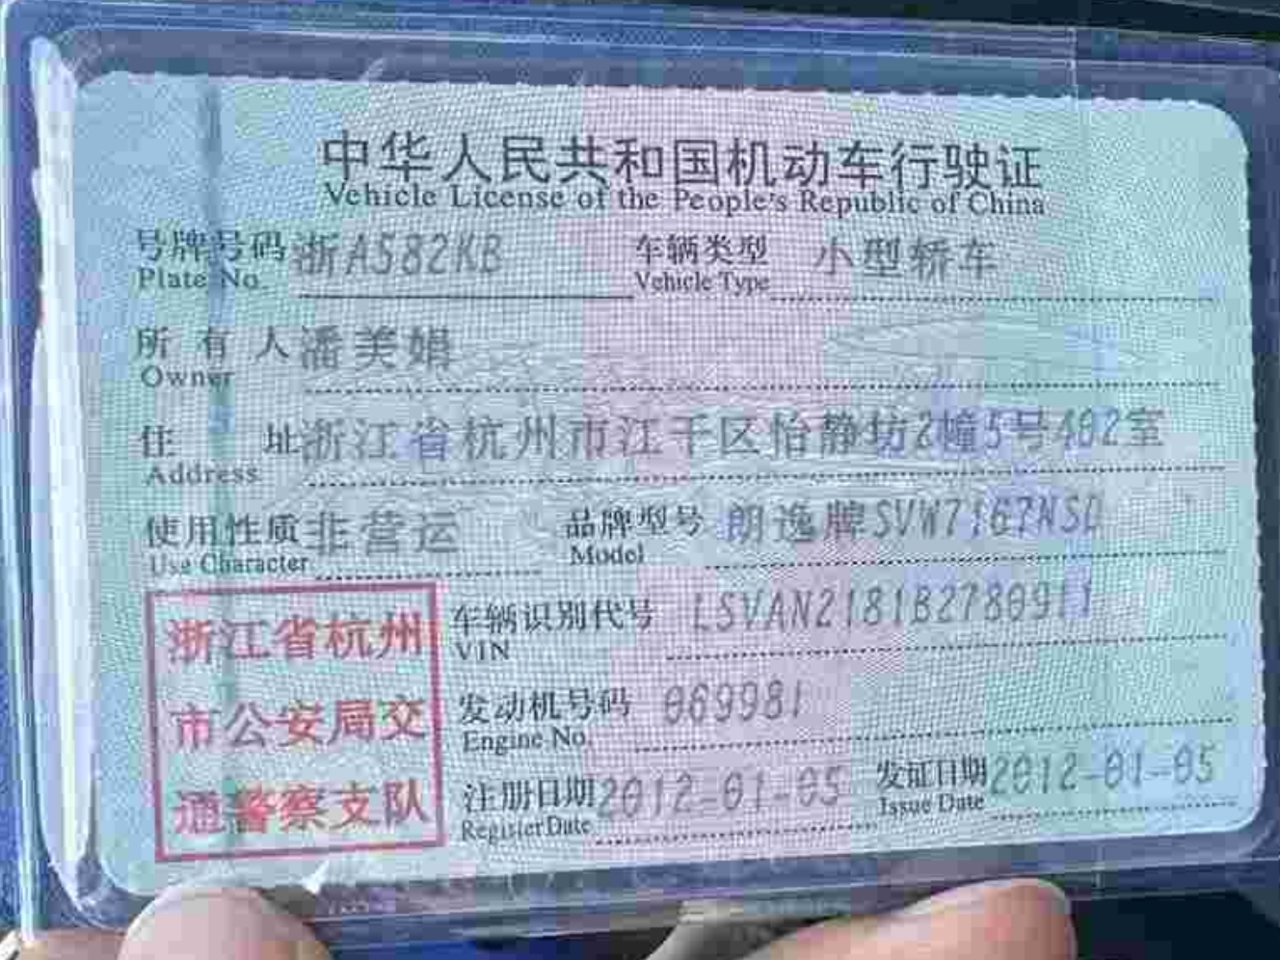 中华人民共和国机动车行驶证
Vehicle License of the People's Republic of China
号牌号码 浙A582KB 车辆类型 小型轿车
Plate No. Vehicle Type
所有人 潘美娟
Owner
住址 浙江省杭州市江干区怡静坊2幢5号402室
Address
使用性质 非营运 品牌型号 朗逸牌SVW7167NSD
Use Character Model
浙江省杭州
市公安局交
通警察支队
车辆识别代号 LSVAN2181B2780911
VIN
发动机号码 069981
Engine No.
注册日期 2012-01-05 发证日期 2012-01-05
Register Date Issue Date